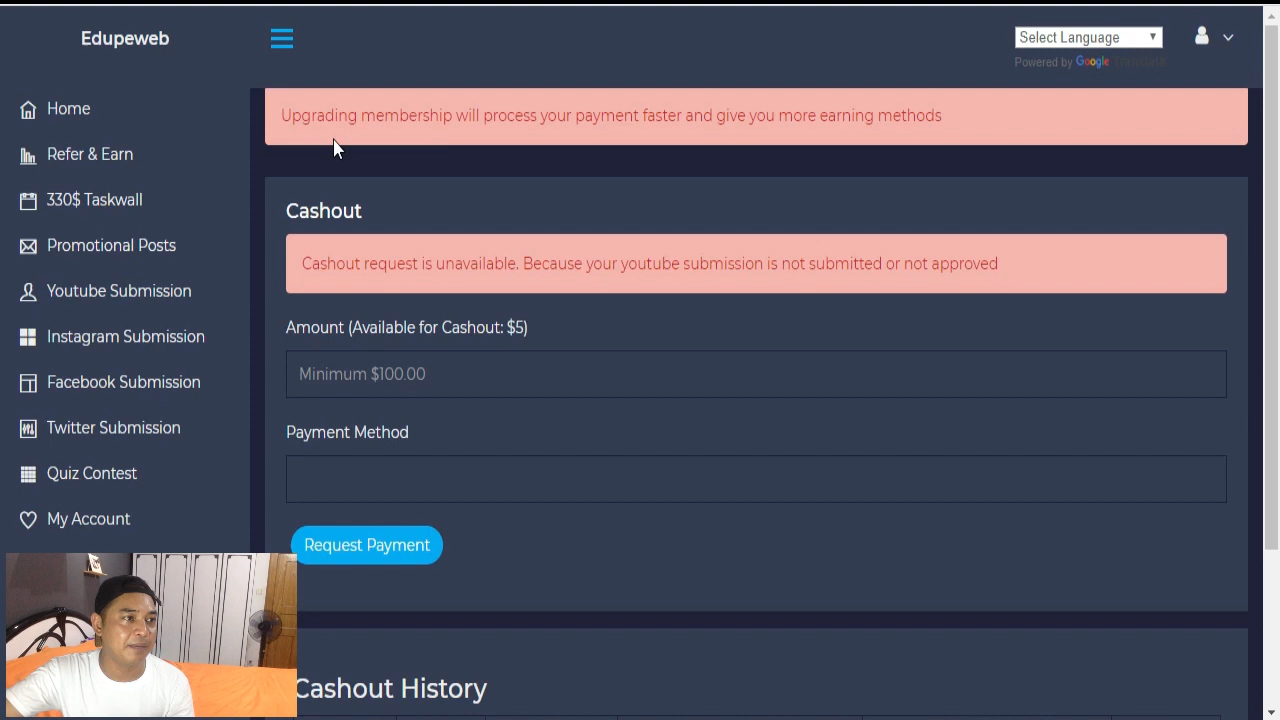 Edupeweb
Select Language
Powered by Google
Home
Refer & Earn
330$ Taskwall
Promotional Posts
Youtube Submission
Instagram Submission
Facebook Submission
Twitter Submission
Quiz Contest
My Account
Upgrading membership will process your payment faster and give you more earning methods
Cashout
Cashout request is unavailable. Because your youtube submission is not submitted or not approved
Amount (Available for Cashout: $5)
Minimum $100.00
Payment Method
Request Payment
Cashout History